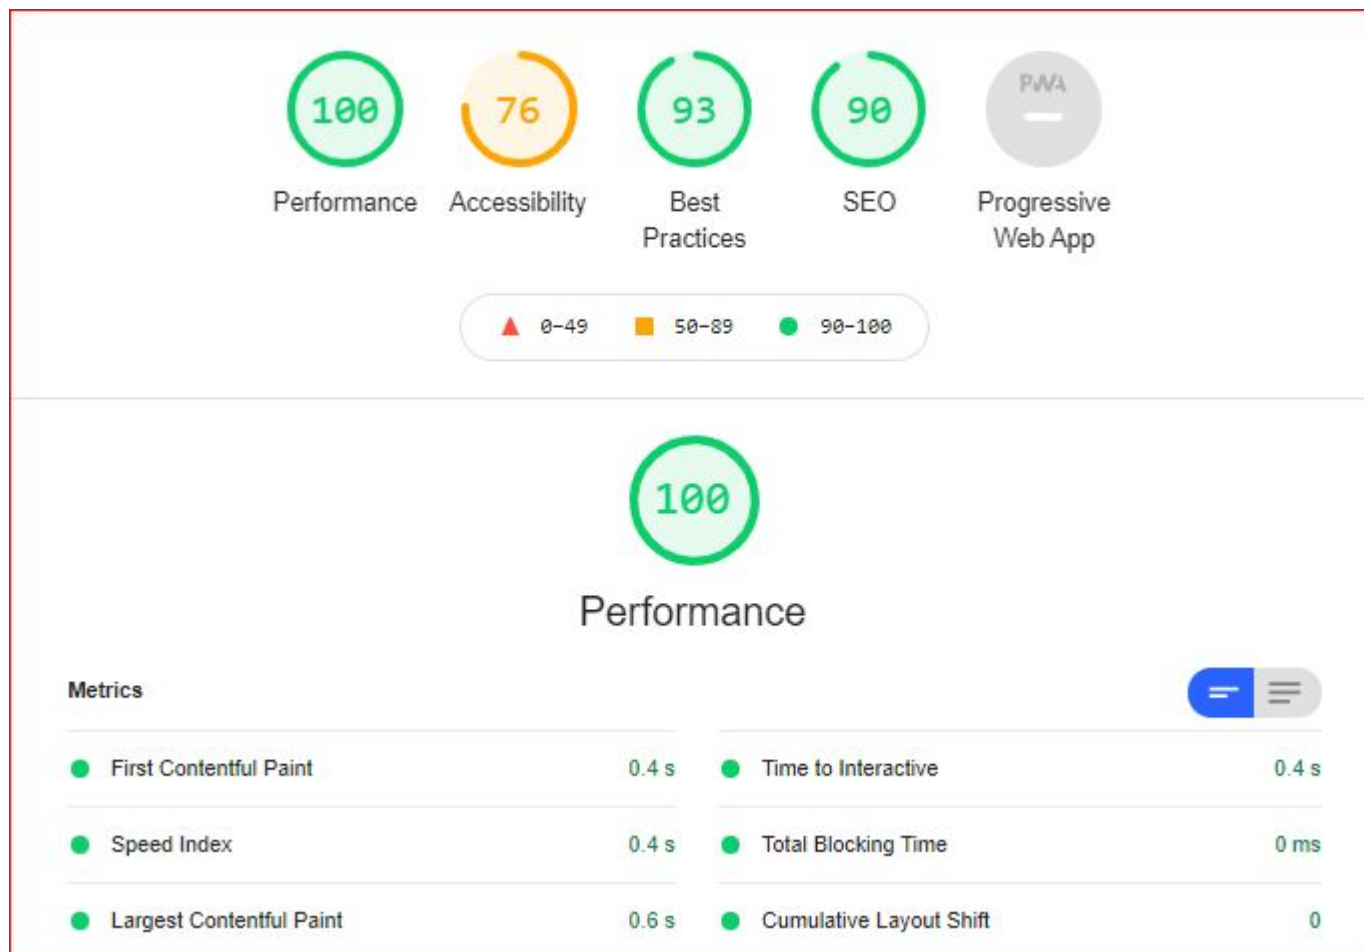 100 76 93 90 PWA
Performance Accessibility Best Practices SEO Progressive Web App
0–49 50–89 90–100
100
Performance
Metrics
First Contentful Paint 0.4 s Time to Interactive 0.4 s
Speed Index 0.4 s Total Blocking Time 0 ms
Largest Contentful Paint 0.6 s Cumulative Layout Shift 0